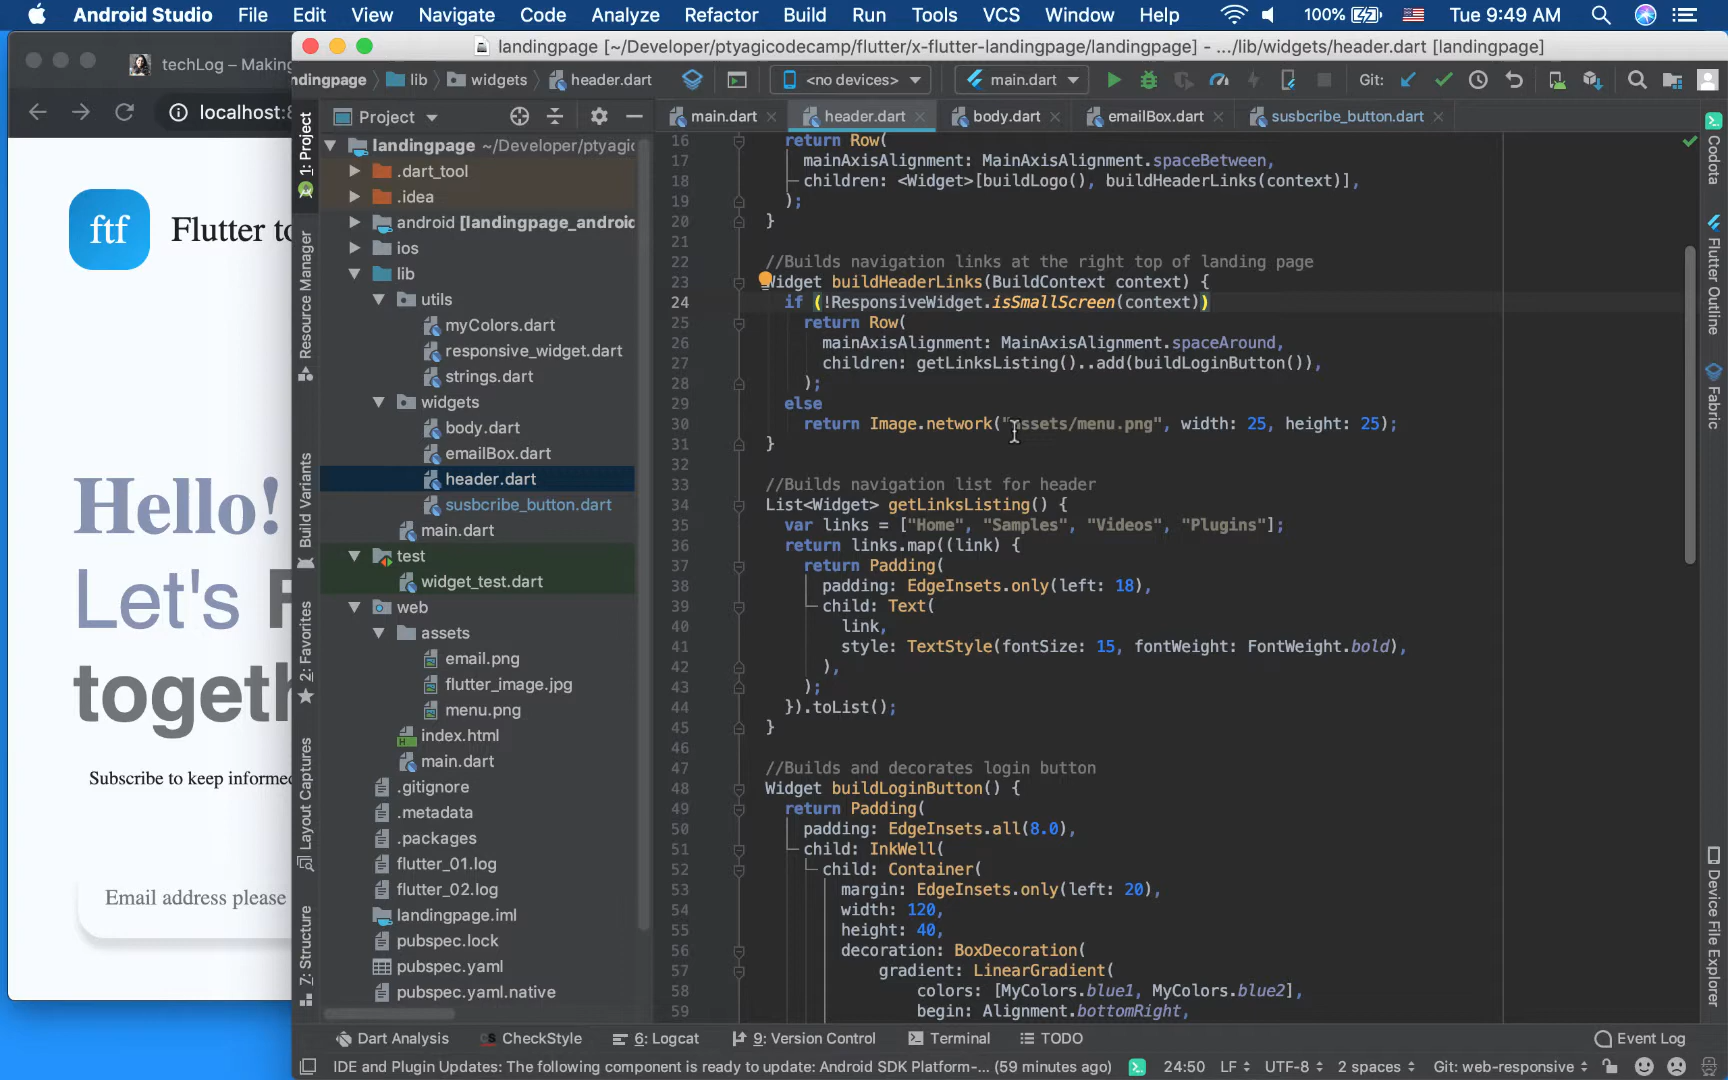 Android Studio File Edit View Navigate Code Analyze Refactor Build Run Tools VCS Window Help 100% Tue 9:49 AM
techLog – Making
landingpage [~/Developer/ptyagicodecamp/flutter/x-flutter-landingpage/landingpage] - .../lib/widgets/header.dart [landingpage]
ndingpage lib widgets header.dart <no devices> main.dart Git:
localhost:8
Project main.dart header.dart body.dart emailBox.dart susbcribe_button.dart
1: Project
Resource Manager
Build Variants
2: Favorites
Layout Captures
Z: Structure
landingpage ~/Developer/ptyagic
.dart_tool
.idea
android [landingpage_androic
ios
lib
utils
myColors.dart
responsive_widget.dart
strings.dart
widgets
body.dart
emailBox.dart
header.dart
susbcribe_button.dart
main.dart
test
widget_test.dart
web
assets
email.png
flutter_image.jpg
menu.png
index.html
main.dart
.gitignore
.metadata
.packages
flutter_01.log
flutter_02.log
landingpage.iml
pubspec.lock
pubspec.yaml
pubspec.yaml.native
16 return Row(
17 mainAxisAlignment: MainAxisAlignment.spaceBetween,
18 children: <Widget>[buildLogo(), buildHeaderLinks(context)],
19 );
20 }
21
22 //Builds navigation links at the right top of landing page
23 Widget buildHeaderLinks(BuildContext context) {
24 if (!ResponsiveWidget.isSmallScreen(context))
25 return Row(
26 mainAxisAlignment: MainAxisAlignment.spaceAround,
27 children: getLinksListing()..add(buildLoginButton()),
28 );
29 else
30 return Image.network("assets/menu.png", width: 25, height: 25);
31 }
32
33 //Builds navigation list for header
34 List<Widget> getLinksListing() {
35 var links = ["Home", "Samples", "Videos", "Plugins"];
36 return links.map((link) {
37 return Padding(
38 padding: EdgeInsets.only(left: 18),
39 child: Text(
40 link,
41 style: TextStyle(fontSize: 15, fontWeight: FontWeight.bold),
42 ),
43 );
44 }).toList();
45 }
46
47 //Builds and decorates login button
48 Widget buildLoginButton() {
49 return Padding(
50 padding: EdgeInsets.all(8.0),
51 child: InkWell(
52 child: Container(
53 margin: EdgeInsets.only(left: 20),
54 width: 120,
55 height: 40,
56 decoration: BoxDecoration(
57 gradient: LinearGradient(
58 colors: [MyColors.blue1, MyColors.blue2],
59 begin: Alignment.bottomRight,
Codota
Flutter Outline
Fabric
Device File Explorer
ftf Flutter to
Hello!
Let's F
togeth
Subscribe to keep informed
Email address please
Dart Analysis CheckStyle 6: Logcat 9: Version Control Terminal TODO Event Log
IDE and Plugin Updates: The following component is ready to update: Android SDK Platform-... (59 minutes ago) 24:50 LF UTF-8 2 spaces Git: web-responsive